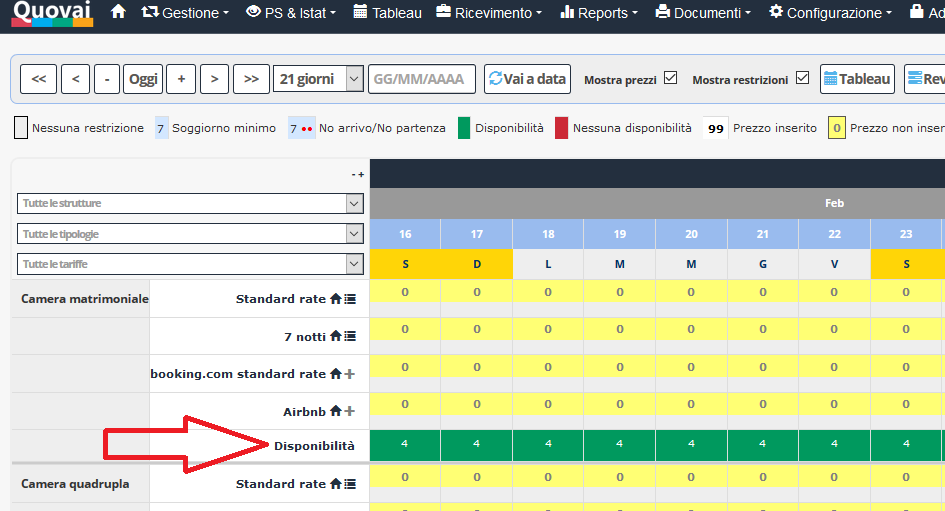 Quovai Gestione PS & Istat Tableau Ricevimento Reports Documenti Configurazione
<< < - Oggi + > >> 21 giorni GG/MM/AAAA Vai a data Mostra prezzi Mostra restrizioni Tableau Rev
Nessuna restrizione 7 Soggiorno minimo 7 No arrivo/No partenza Disponibilità Nessuna disponibilità 99 Prezzo inserito 0 Prezzo non inser
- +
Tutte le strutture Feb
Tutte le tipologie 16 17 18 19 20 21 22 23
Tutte le tariffe S D L M M G V S
Camera matrimoniale Standard rate 0 0 0 0 0 0 0 0
7 notti 0 0 0 0 0 0 0 0
booking.com standard rate 0 0 0 0 0 0 0 0
Airbnb 0 0 0 0 0 0 0 0
Disponibilità 4 4 4 4 4 4 4 4
Camera quadrupla Standard rate 0 0 0 0 0 0 0 0